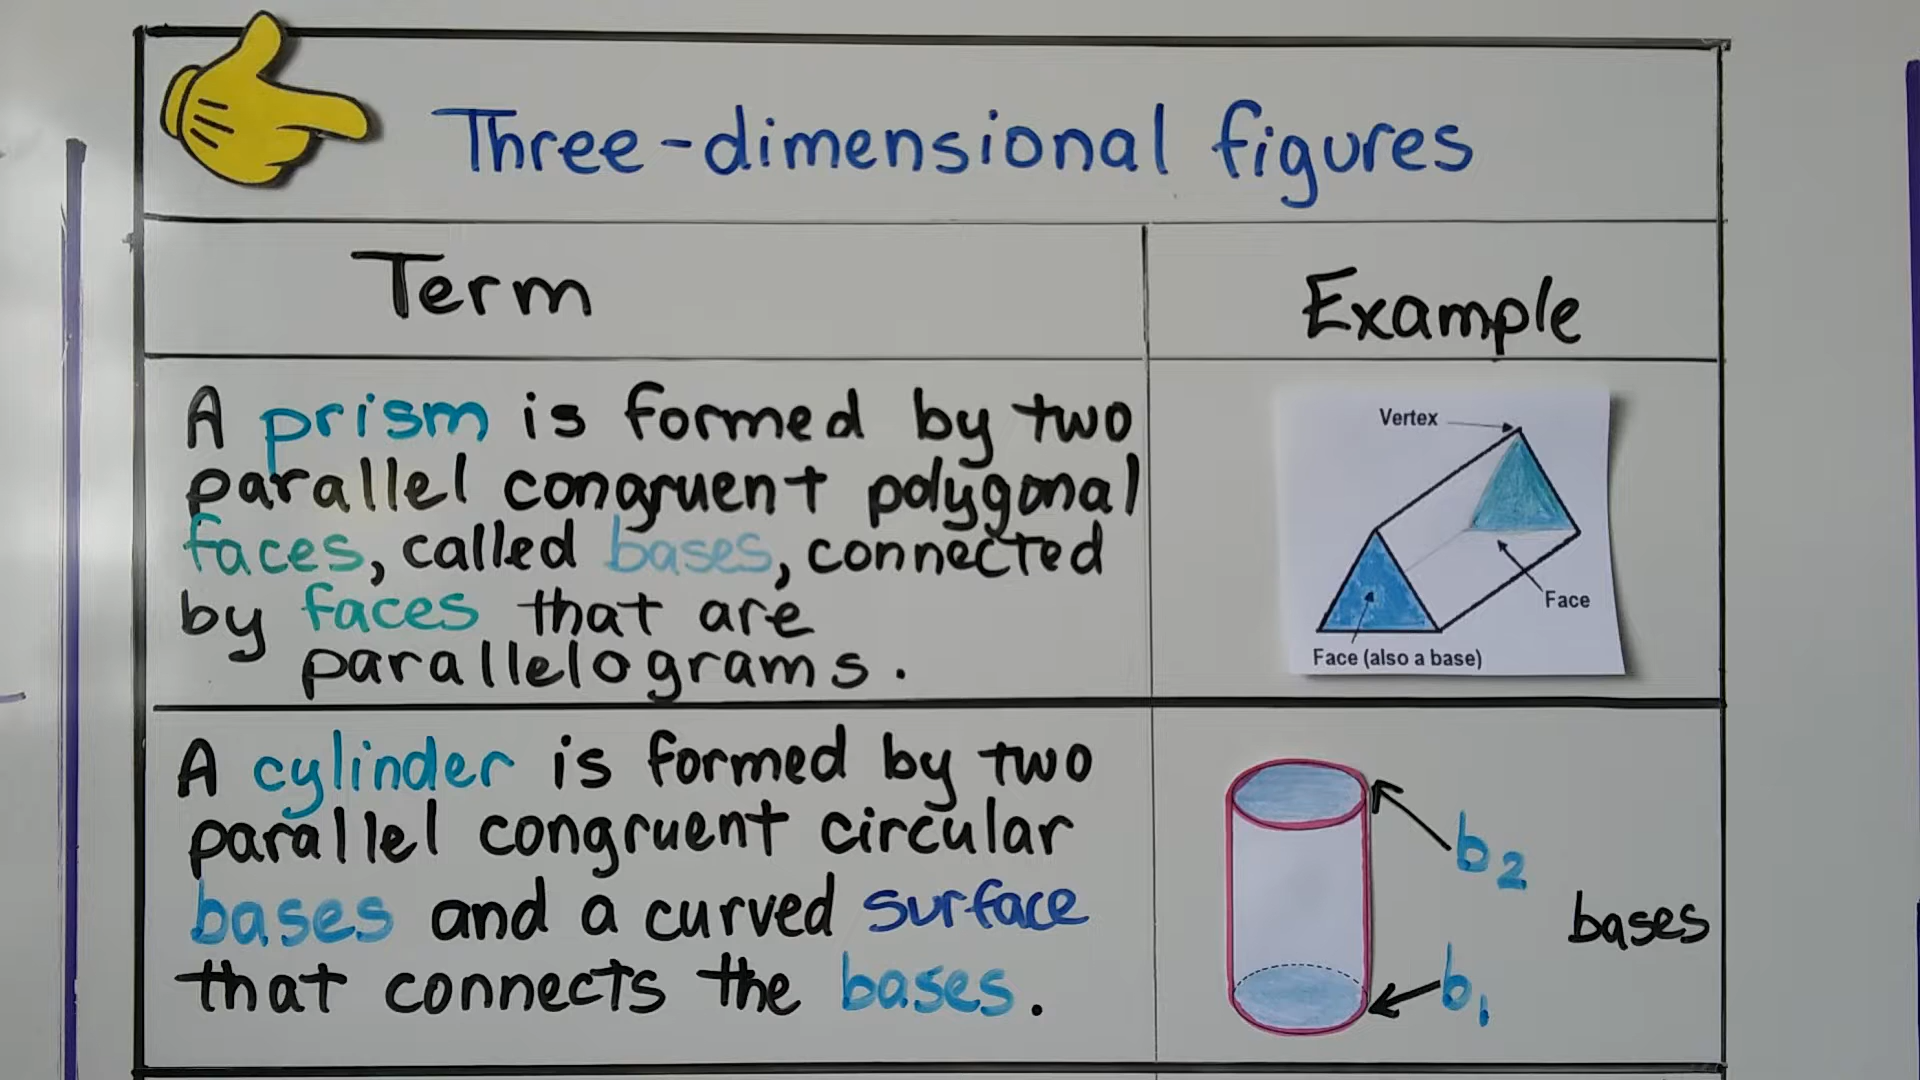 Three-dimensional figures
Term
Example
A prism is formed by two
parallel congruent polygonal
faces, called bases, connected
by faces that are
parallelograms.
Vertex
Face
Face (also a base)
A cylinder is formed by two
parallel congruent circular
bases and a curved surface
that connects the bases.
b2
bases
b1